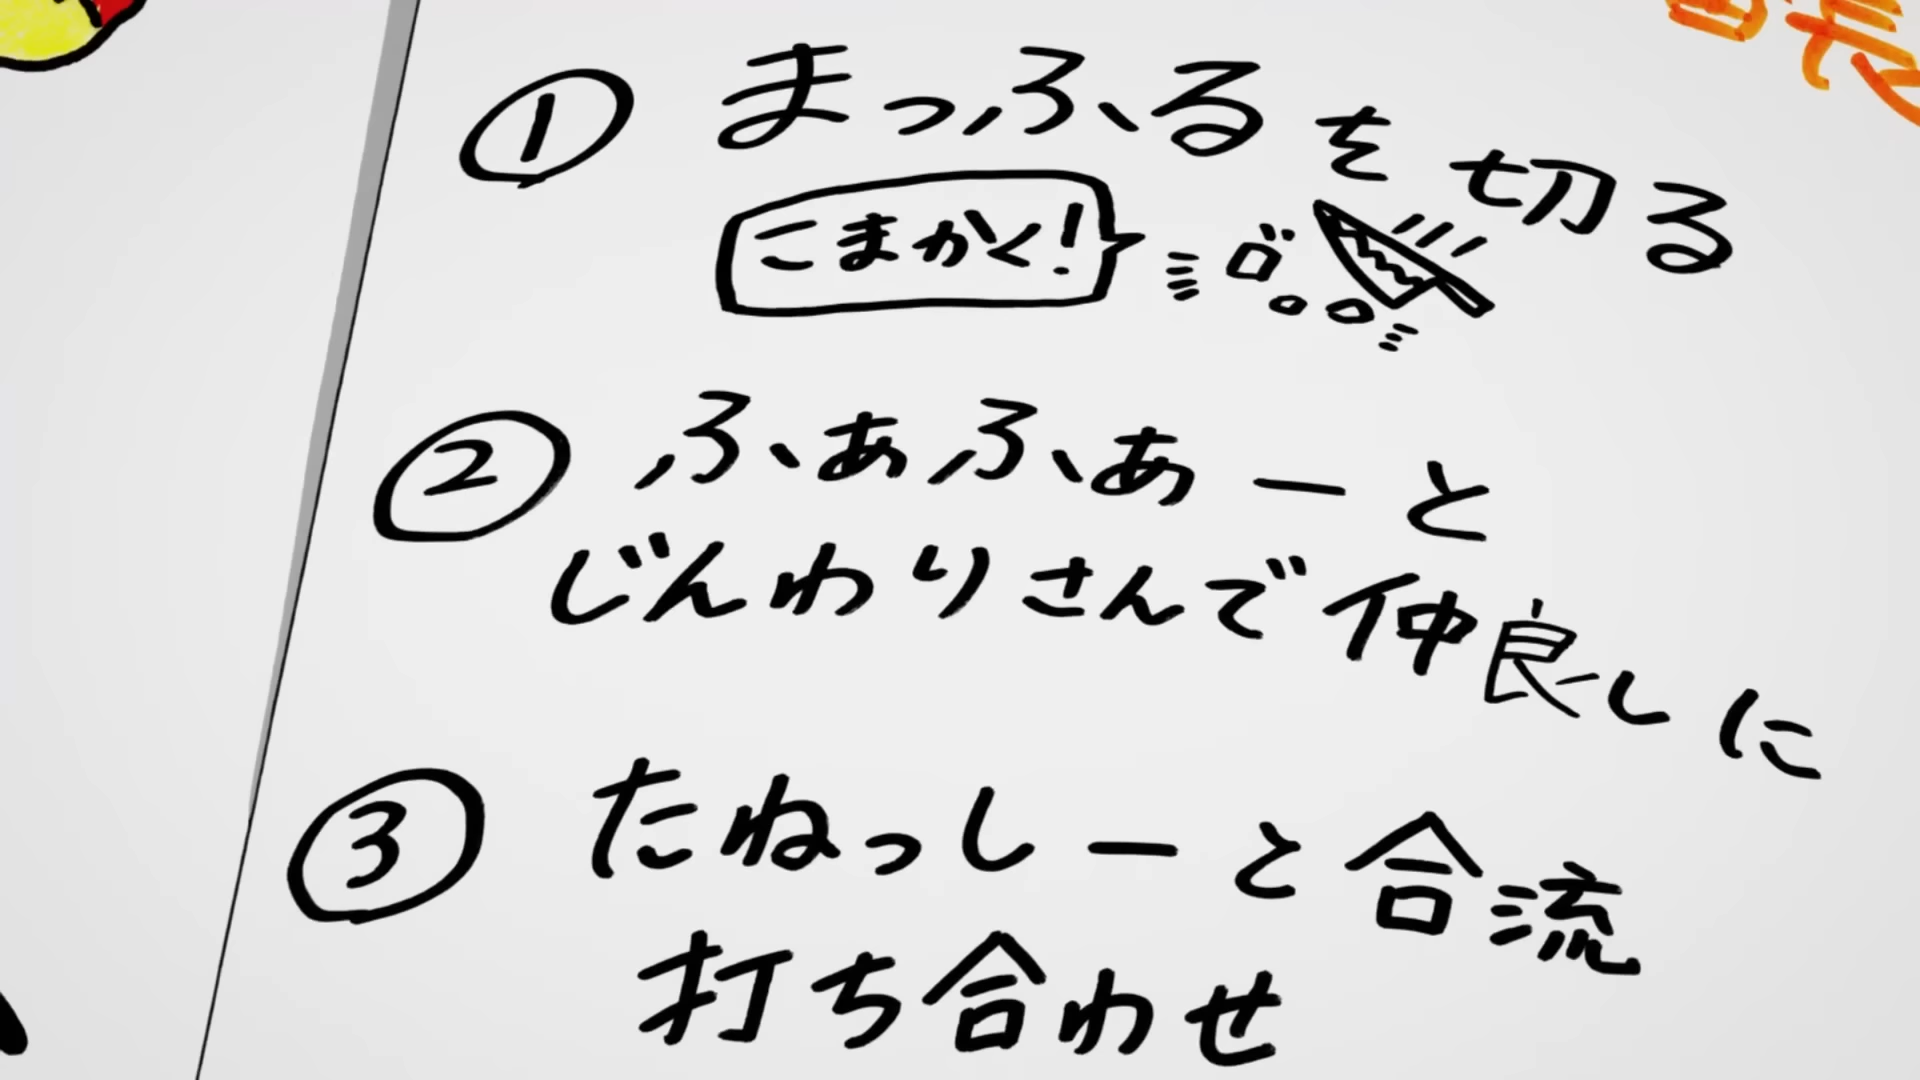 ① まっふるを切る
こまかく!
② ふぁふぁーと
じんわりさんで仲良しに
③ たねっしーと合流
打ち合わせ